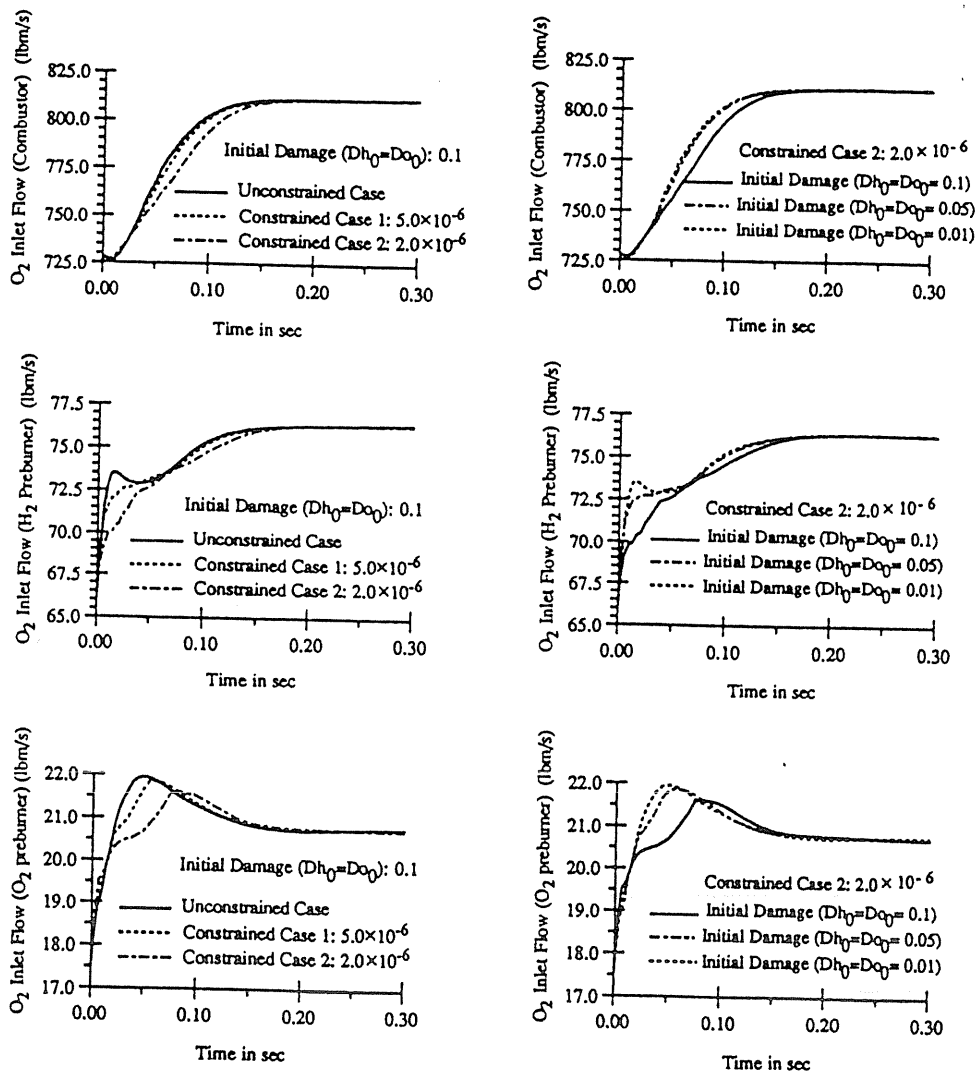 O₂ Inlet Flow (Combustor) (lbm/s)
825.0
800.0
775.0
750.0
725.0
Initial Damage (Dh₀=Do₀): 0.1
Unconstrained Case
Constrained Case 1: 5.0×10⁻⁶
Constrained Case 2: 2.0×10⁻⁶
0.00 0.10 0.20 0.30
Time in sec
O₂ Inlet Flow (Combustor) (lbm/s)
825.0
800.0
775.0
750.0
725.0
Constrained Case 2: 2.0 × 10⁻⁶
Initial Damage (Dh₀=Do₀= 0.1)
Initial Damage (Dh₀=Do₀= 0.05)
Initial Damage (Dh₀=Do₀= 0.01)
0.00 0.10 0.20 0.30
Time in sec
O₂ Inlet Flow (H₂ Preburner) (lbm/s)
77.5
75.0
72.5
70.0
67.5
65.0
Initial Damage (Dh₀=Do₀): 0.1
Unconstrained Case
Constrained Case 1: 5.0×10⁻⁶
Constrained Case 2: 2.0×10⁻⁶
0.00 0.10 0.20 0.30
Time in sec
O₂ Inlet Flow (H₂ Preburner) (lbm/s)
77.5
75.0
72.5
70.0
67.5
65.0
Constrained Case 2: 2.0 × 10⁻⁶
Initial Damage (Dh₀=Do₀= 0.1)
Initial Damage (Dh₀=Do₀= 0.05)
Initial Damage (Dh₀=Do₀= 0.01)
0.00 0.10 0.20 0.30
Time in sec
O₂ Inlet Flow (O₂ preburner) (lbm/s)
22.0
21.0
20.0
19.0
18.0
17.0
Initial Damage (Dh₀=Do₀): 0.1
Unconstrained Case
Constrained Case 1: 5.0×10⁻⁶
Constrained Case 2: 2.0×10⁻⁶
0.00 0.10 0.20 0.30
Time in sec
O₂ Inlet Flow (O₂ preburner) (lbm/s)
22.0
21.0
20.0
19.0
18.0
17.0
Constrained Case 2: 2.0 × 10⁻⁶
Initial Damage (Dh₀=Do₀= 0.1)
Initial Damage (Dh₀=Do₀= 0.05)
Initial Damage (Dh₀=Do₀= 0.01)
0.00 0.10 0.20 0.30
Time in sec